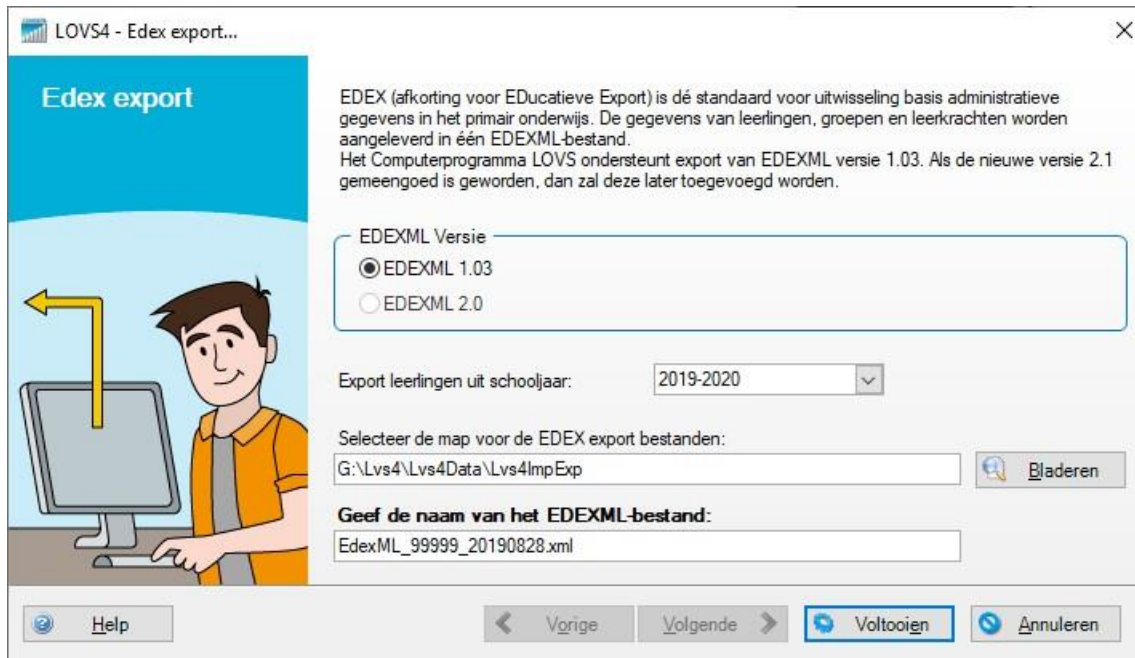 LOVS4 - Edex export...
Edex export
EDEX (afkorting voor EDucatieve Export) is dé standaard voor uitwisseling basis administratieve
gegevens in het primair onderwijs. De gegevens van leerlingen, groepen en leerkrachten worden
aangeleverd in één EDEXML-bestand.
Het Computerprogramma LOVS ondersteunt export van EDEXML versie 1.03. Als de nieuwe versie 2.1
gemeengoed is geworden, dan zal deze later toegevoegd worden.
EDEXML Versie
EDEXML 1.03
EDEXML 2.0
Export leerlingen uit schooljaar:
2019-2020
Selecteer de map voor de EDEX export bestanden:
G:\Lvs4\Lvs4Data\Lvs4ImpExp
Bladeren
Geef de naam van het EDEXML-bestand:
EdexML_99999_20190828.xml
Help
Vorige
Volgende
Voltooien
Annuleren